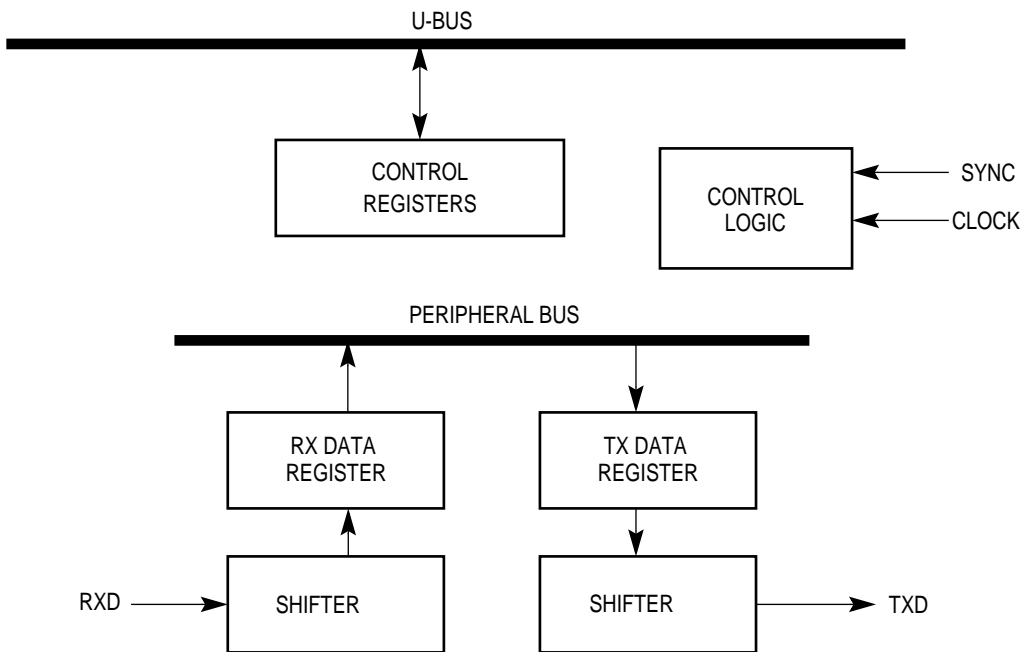 U-BUS
CONTROL
REGISTERS
CONTROL
LOGIC
SYNC
CLOCK
PERIPHERAL BUS
RX DATA
REGISTER
TX DATA
REGISTER
RXD
SHIFTER
SHIFTER
TXD